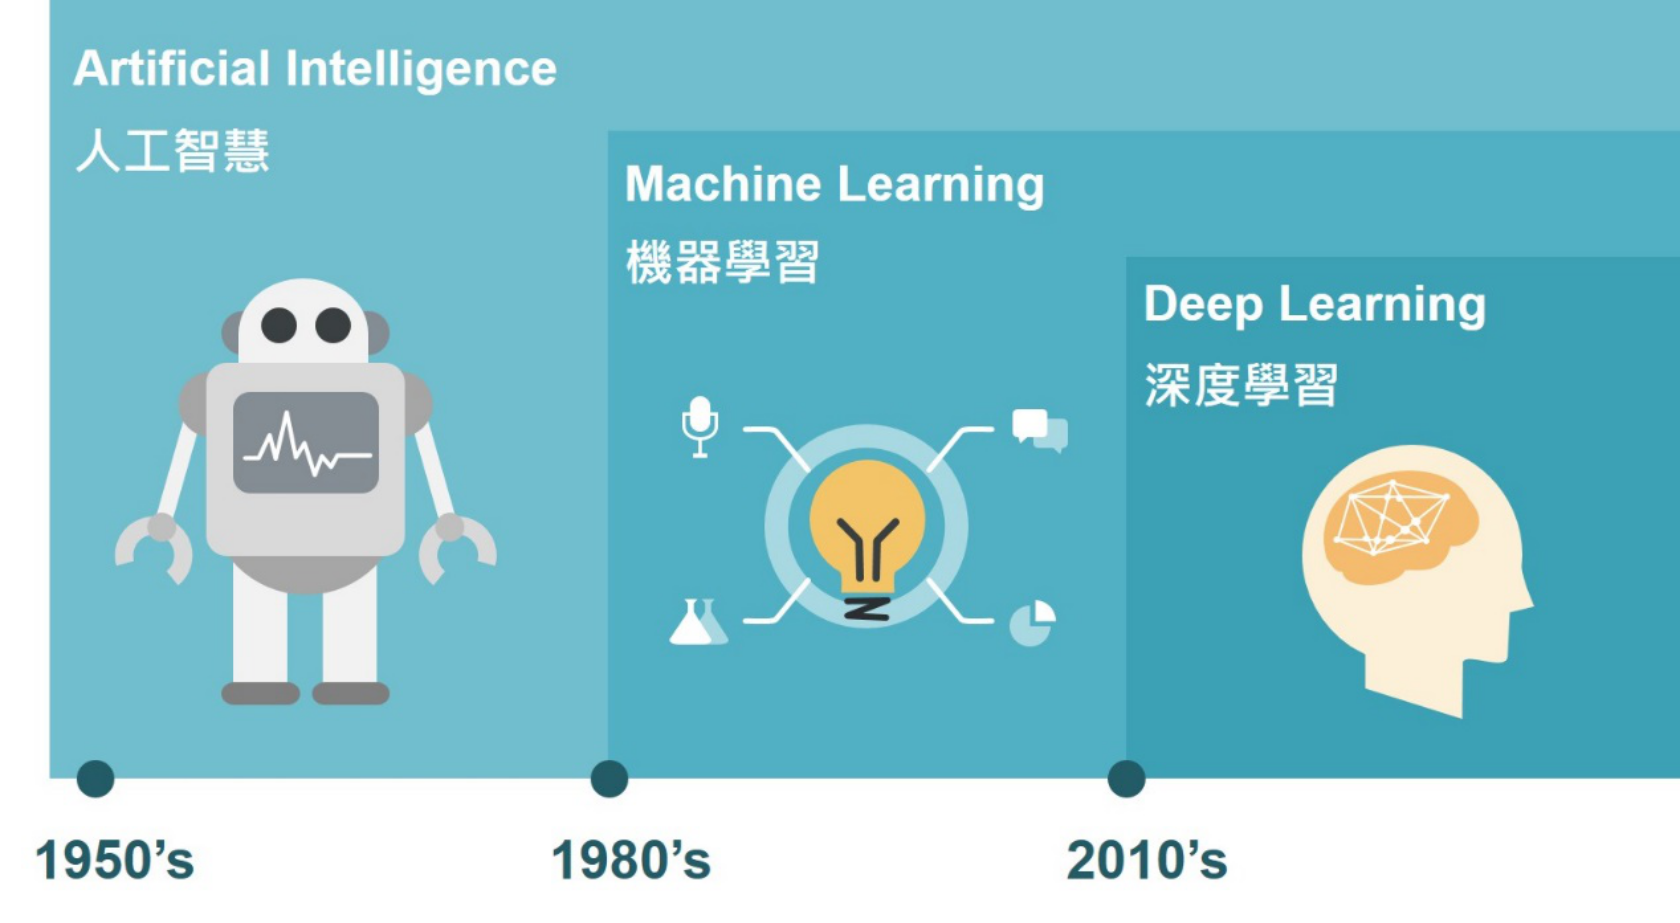 Artificial Intelligence
人工智慧
Machine Learning
機器學習
Deep Learning
深度學習
1950’s
1980’s
2010’s